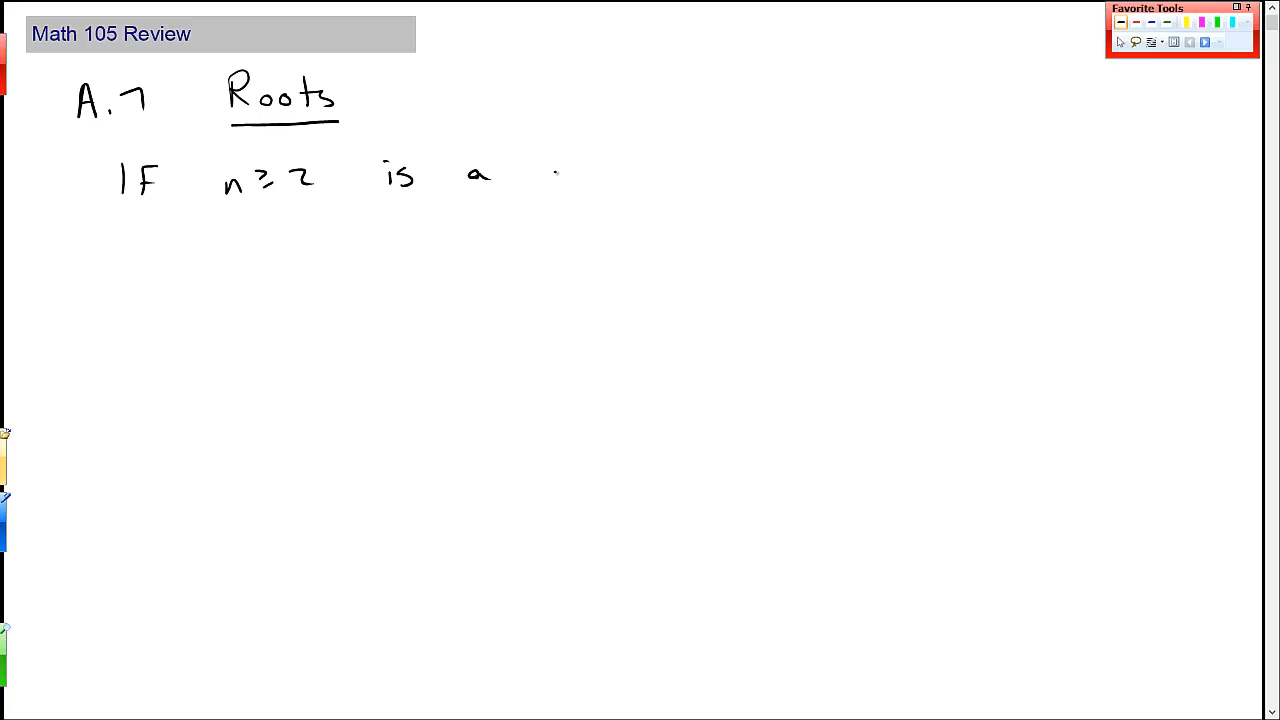 Math 105 Review
Favorite Tools
A.7 Roots
IF n ≥ 2 is a